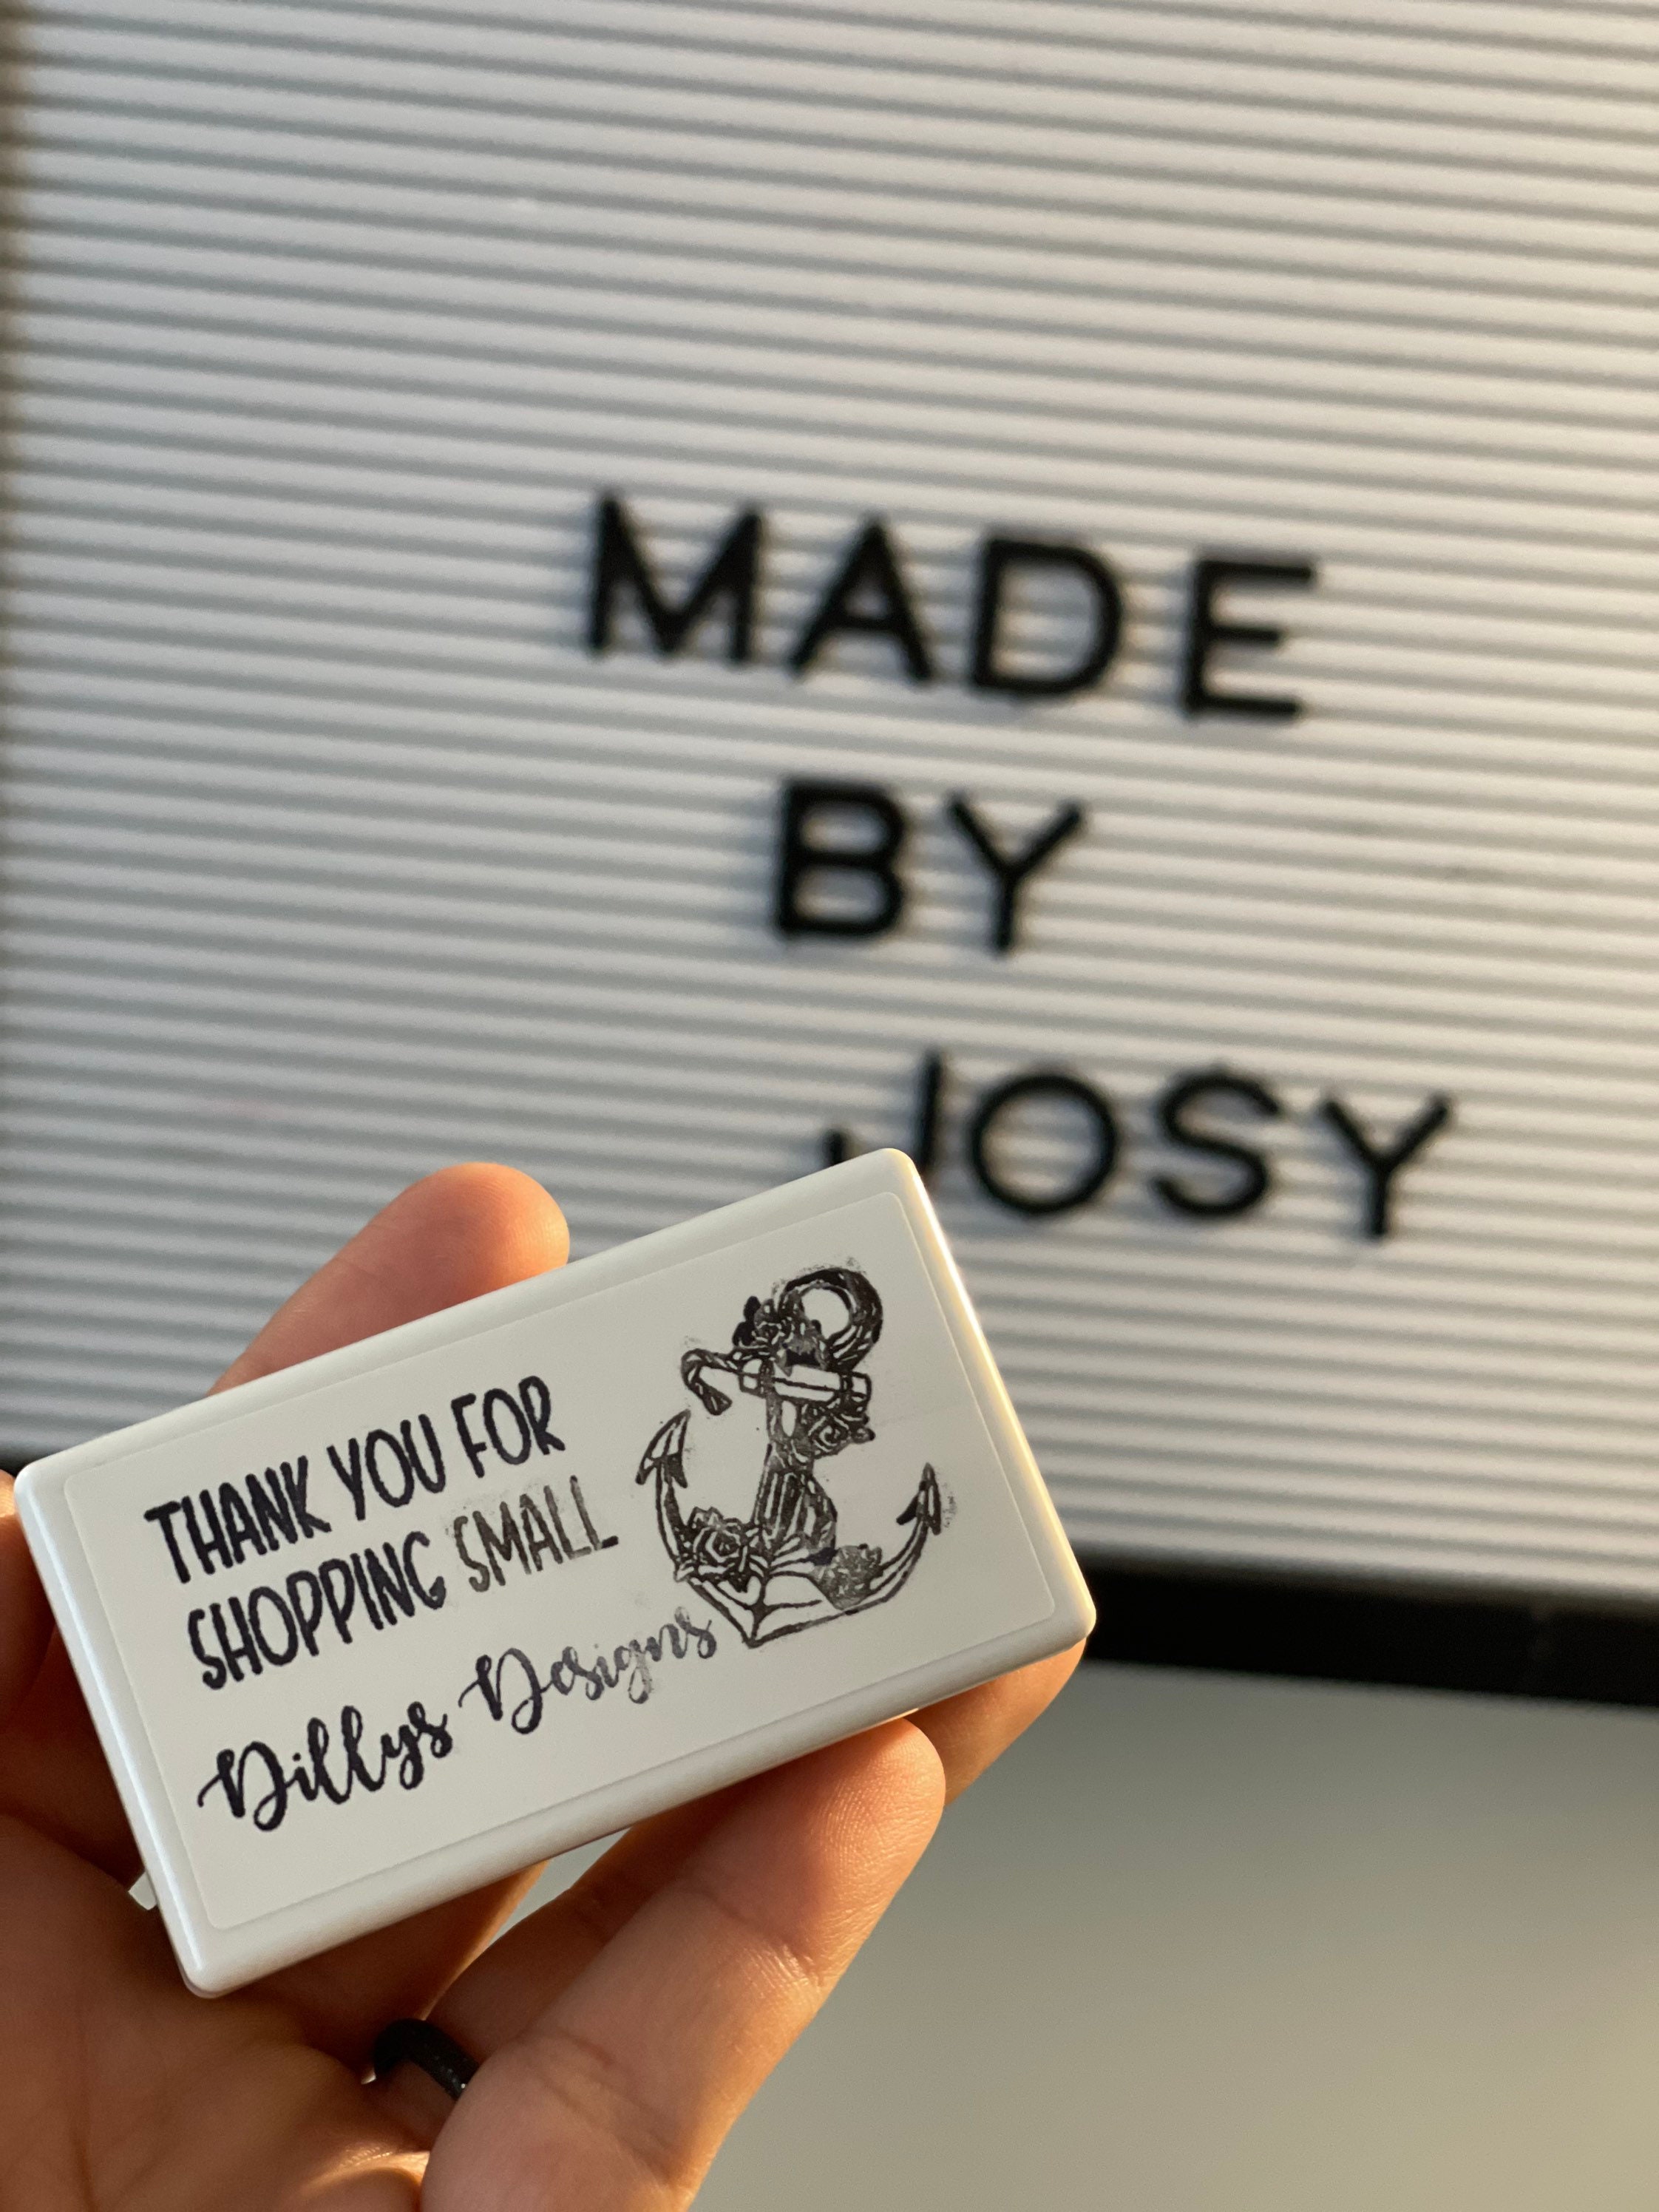 MADE
BY
JOSY
THANK YOU FOR
SHOPPING SMALL
Dillys Designs